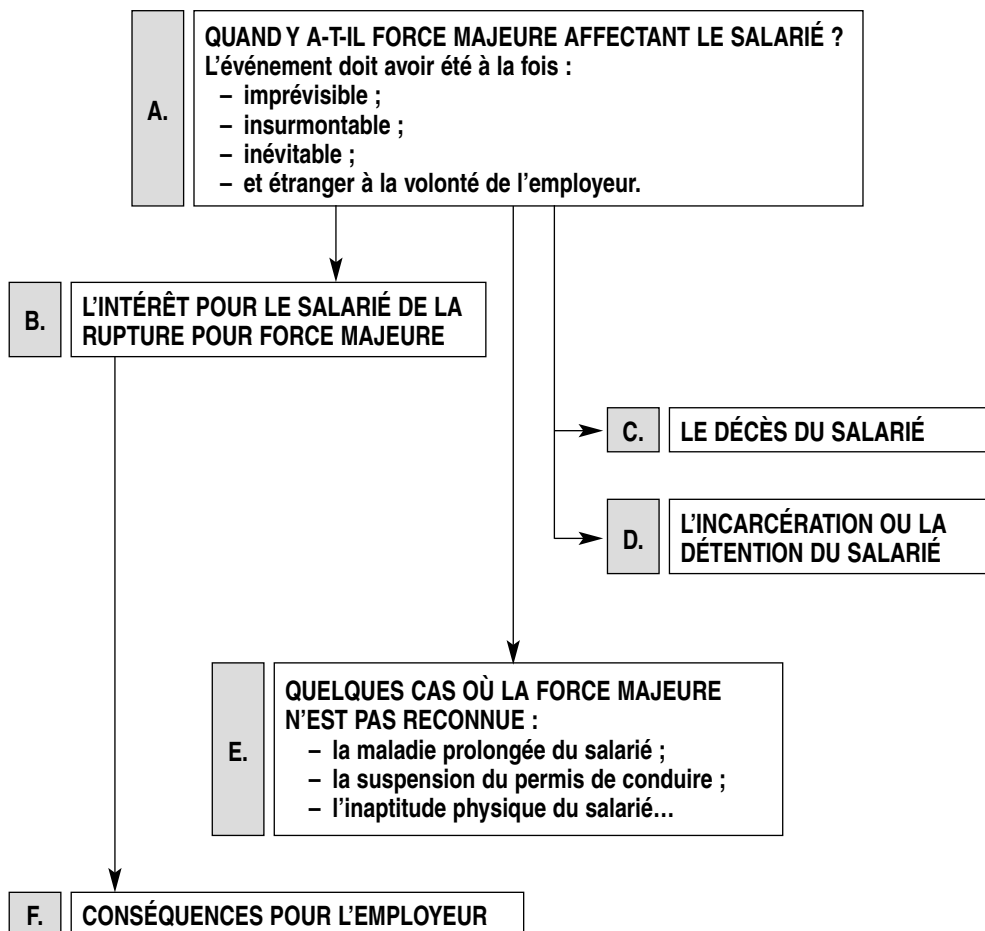 A.
QUAND Y A-T-IL FORCE MAJEURE AFFECTANT LE SALARIÉ ?
L’événement doit avoir été à la fois :
– imprévisible ;
– insurmontable ;
– inévitable ;
– et étranger à la volonté de l’employeur.
B.
L’INTÉRÊT POUR LE SALARIÉ DE LA
RUPTURE POUR FORCE MAJEURE
C.
LE DÉCÈS DU SALARIÉ
D.
L’INCARCÉRATION OU LA
DÉTENTION DU SALARIÉ
E.
QUELQUES CAS OÙ LA FORCE MAJEURE
N’EST PAS RECONNUE :
– la maladie prolongée du salarié ;
– la suspension du permis de conduire ;
– l’inaptitude physique du salarié…
F.
CONSÉQUENCES POUR L’EMPLOYEUR